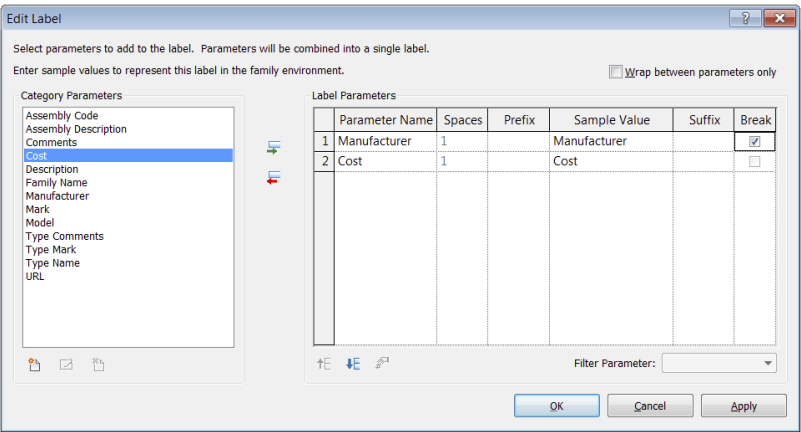 Edit Label
Select parameters to add to the label. Parameters will be combined into a single label.
Enter sample values to represent this label in the family environment.
Wrap between parameters only
Category Parameters
Assembly Code
Assembly Description
Comments
Cost
Description
Family Name
Manufacturer
Mark
Model
Type Comments
Type Mark
Type Name
URL
Label Parameters
Parameter Name Spaces Prefix Sample Value Suffix Break
1 Manufacturer 1 Manufacturer
2 Cost 1 Cost
Filter Parameter:
OK Cancel Apply